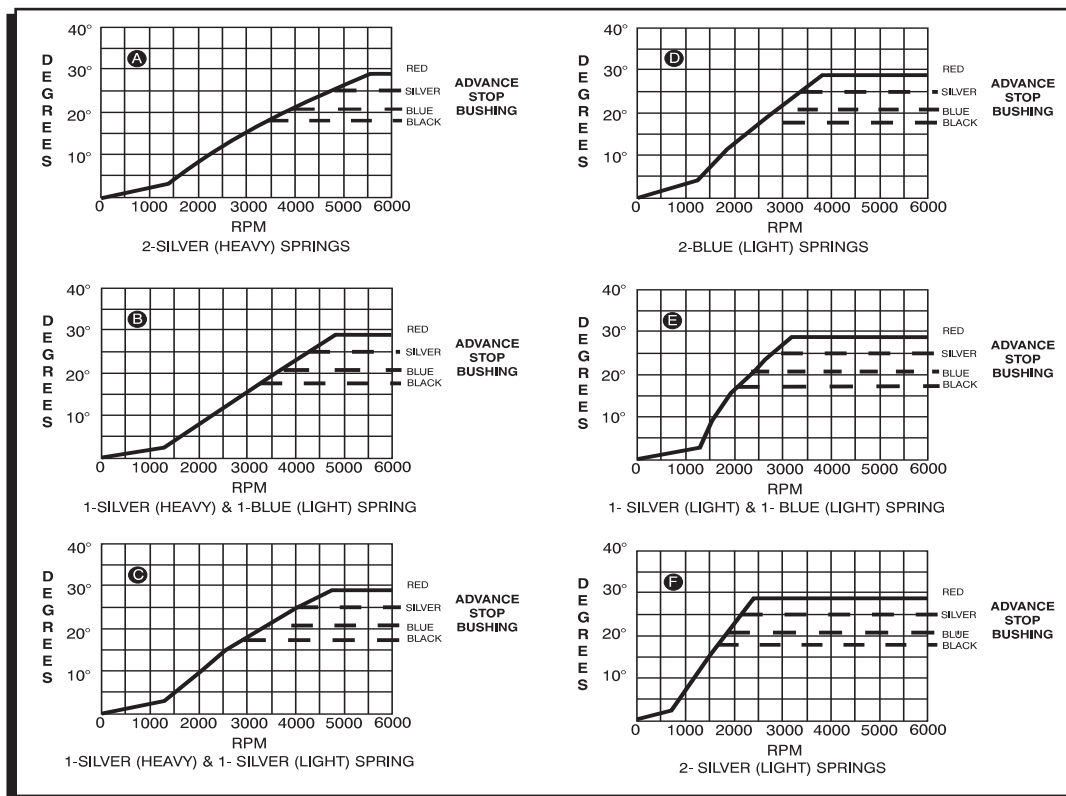 A
DEGREES
40°
30°
20°
10°
0 1000 2000 3000 4000 5000 6000
RPM
2-SILVER (HEAVY) SPRINGS
RED
SILVER
BLUE
BLACK
ADVANCE
STOP
BUSHING
D
DEGREES
40°
30°
20°
10°
0 1000 2000 3000 4000 5000 6000
RPM
2-BLUE (LIGHT) SPRINGS
RED
SILVER
BLUE
BLACK
ADVANCE
STOP
BUSHING
B
DEGREES
40°
30°
20°
10°
0 1000 2000 3000 4000 5000 6000
RPM
1-SILVER (HEAVY) & 1-BLUE (LIGHT) SPRING
RED
SILVER
BLUE
BLACK
ADVANCE
STOP
BUSHING
E
DEGREES
40°
30°
20°
10°
0 1000 2000 3000 4000 5000 6000
RPM
1- SILVER (LIGHT) & 1- BLUE (LIGHT) SPRING
RED
SILVER
BLUE
BLACK
ADVANCE
STOP
BUSHING
C
DEGREES
40°
30°
20°
10°
0 1000 2000 3000 4000 5000 6000
RPM
1-SILVER (HEAVY) & 1- SILVER (LIGHT) SPRING
RED
SILVER
BLUE
BLACK
ADVANCE
STOP
BUSHING
F
DEGREES
40°
30°
20°
10°
0 1000 2000 3000 4000 5000 6000
RPM
2- SILVER (LIGHT) SPRINGS
RED
SILVER
BLUE
BLACK
ADVANCE
STOP
BUSHING